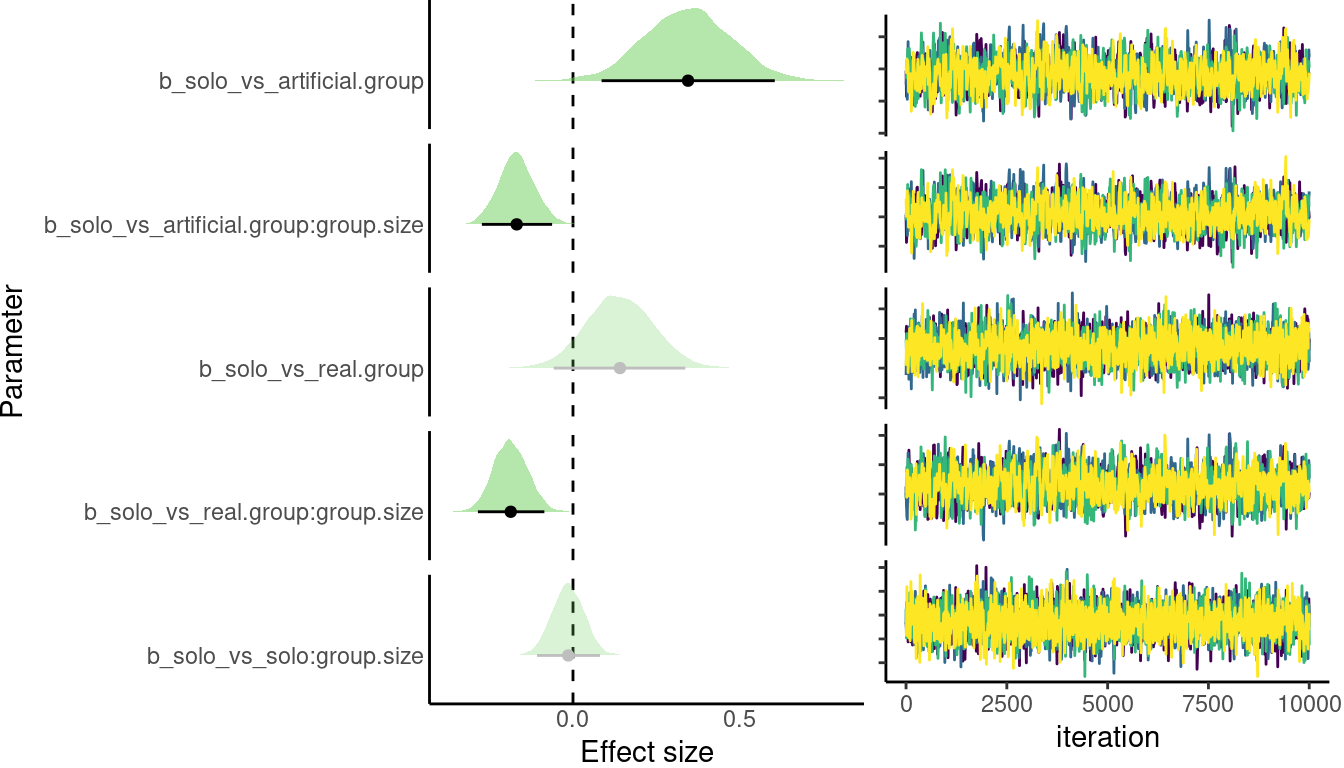 Parameter
b_solo_vs_artificial.group
b_solo_vs_artificial.group:group.size
b_solo_vs_real.group
b_solo_vs_real.group:group.size
b_solo_vs_solo:group.size
0.0 0.5
Effect size
0 2500 5000 7500 10000
iteration